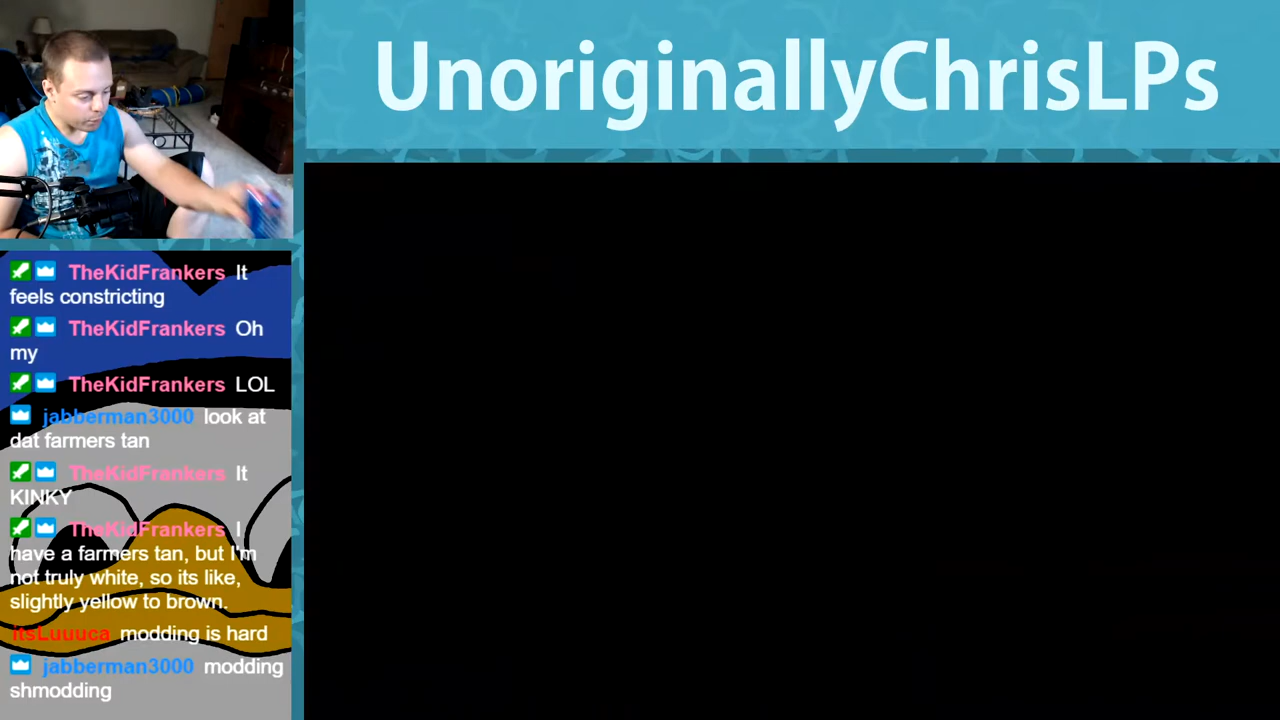 UnoriginallyChrisLPs
TheKidFrankers It
feels constricting
TheKidFrankers Oh
my
TheKidFrankers LOL
jabberman3000 look at
dat farmers tan
TheKidFrankers It
KINKY
TheKidFrankers I
have a farmers tan, but I'm
not truly white, so its like,
slightly yellow to brown.
itsLuuuca modding is hard
jabberman3000 modding
shmodding